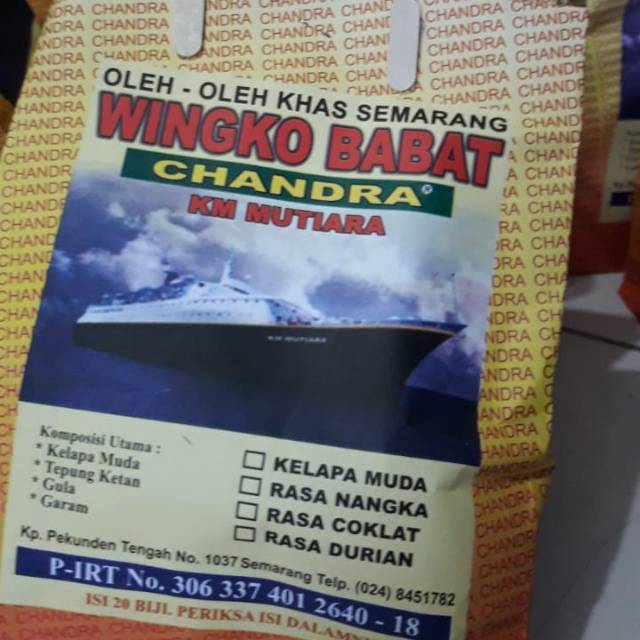 OLEH - OLEH KHAS SEMARANG
WINGKO BABAT
CHANDRA®
KM MUTIARA
KM MUTIARA
Komposisi Utama :
* Kelapa Muda
* Tepung Ketan
* Gula
* Garam
KELAPA MUDA
RASA NANGKA
RASA COKLAT
RASA DURIAN
Kp. Pekunden Tengah No. 1037 Semarang Telp. (024) 8451782
P-IRT No. 306 337 401 2640 - 18
ISI 20 BIJI. PERIKSA ISI DALAMNYA